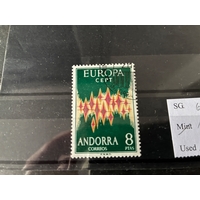 EUROPA
CEPT
ANDORRA 8
CORREOS PTAS
SG 
Mint
Used